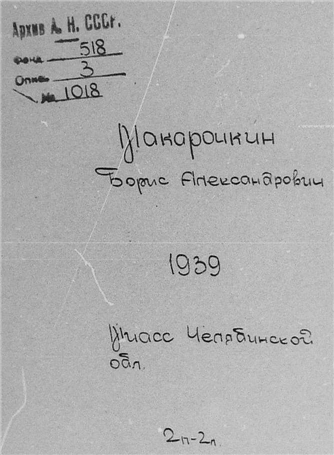 Архив А. Н. СССР.
Фонд 518
Опись 3
№ 1018
Макарошкин
Борис Александрович
1939
Миасс Челябинской
обл.
2п-2л.